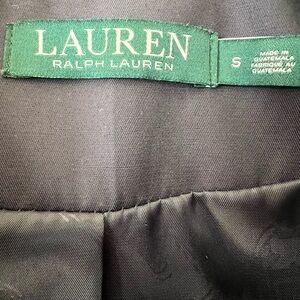 LAUREN
RALPH LAUREN
S
MADE IN
GUATEMALA
FABRIQUÉ AU
GUATEMALA